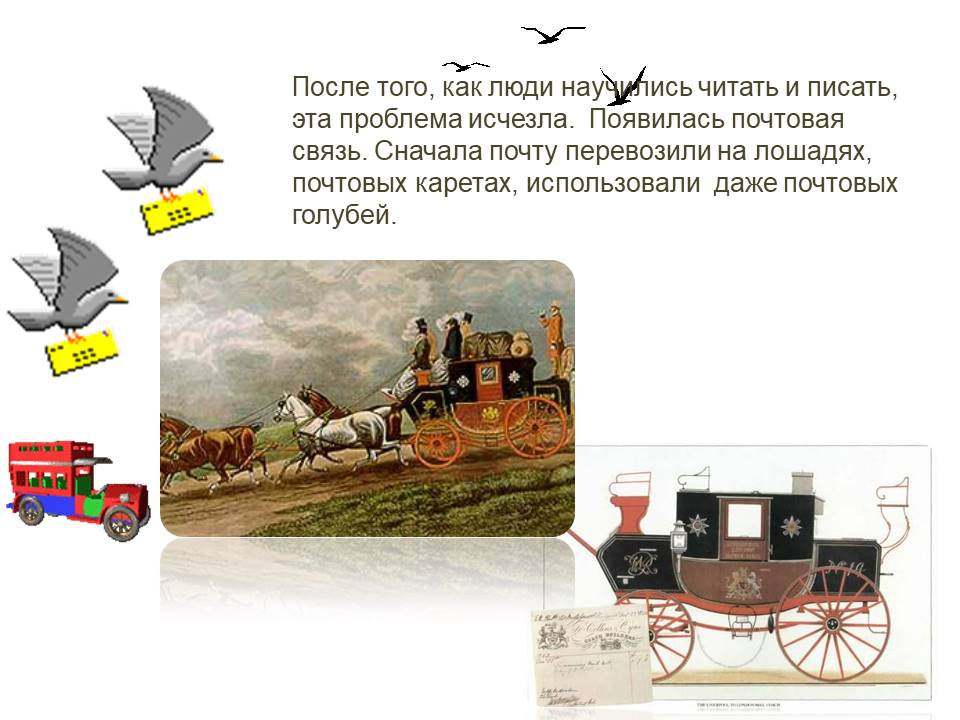 После того, как люди научились читать и писать,
эта проблема исчезла.  Появилась почтовая
связь. Сначала почту перевозили на лошадях,
почтовых каретах, использовали  даже почтовых
голубей.